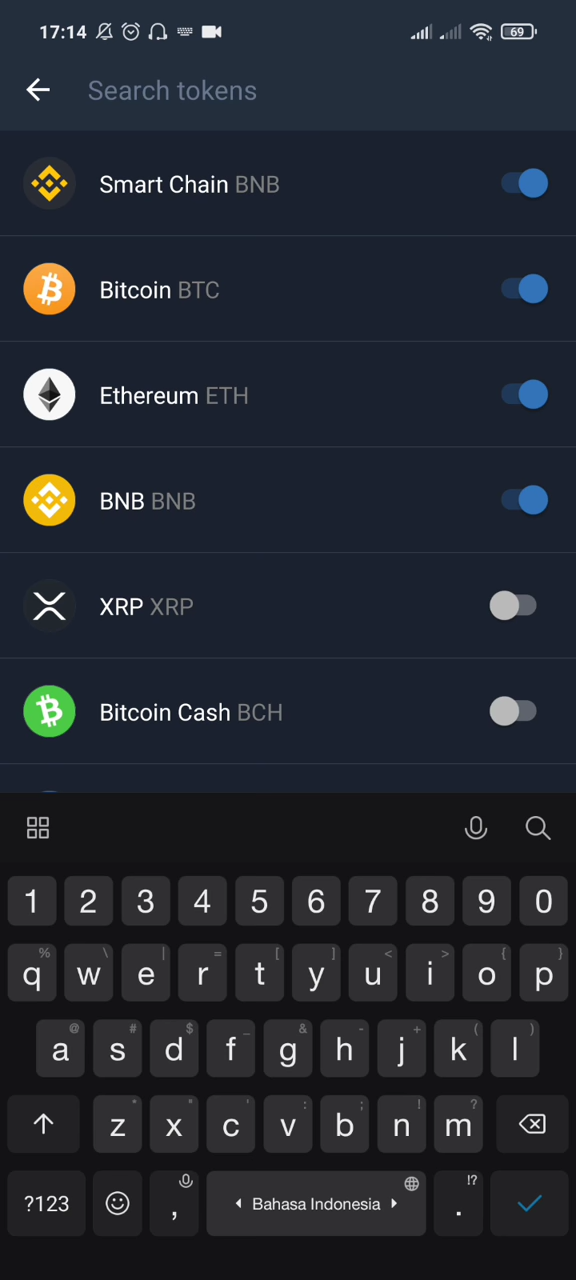 17:14
69
Search tokens
Smart Chain BNB
Bitcoin BTC
Ethereum ETH
BNB BNB
XRP XRP
Bitcoin Cash BCH
1 2 3 4 5 6 7 8 9 0
% \ | = [ ] < > { }
q w e r t y u i o p
@ # $ _ & - + ( )
a s d f g h j k l
* " ' : ; ! ?
z x c v b n m
!?
?123 , Bahasa Indonesia .